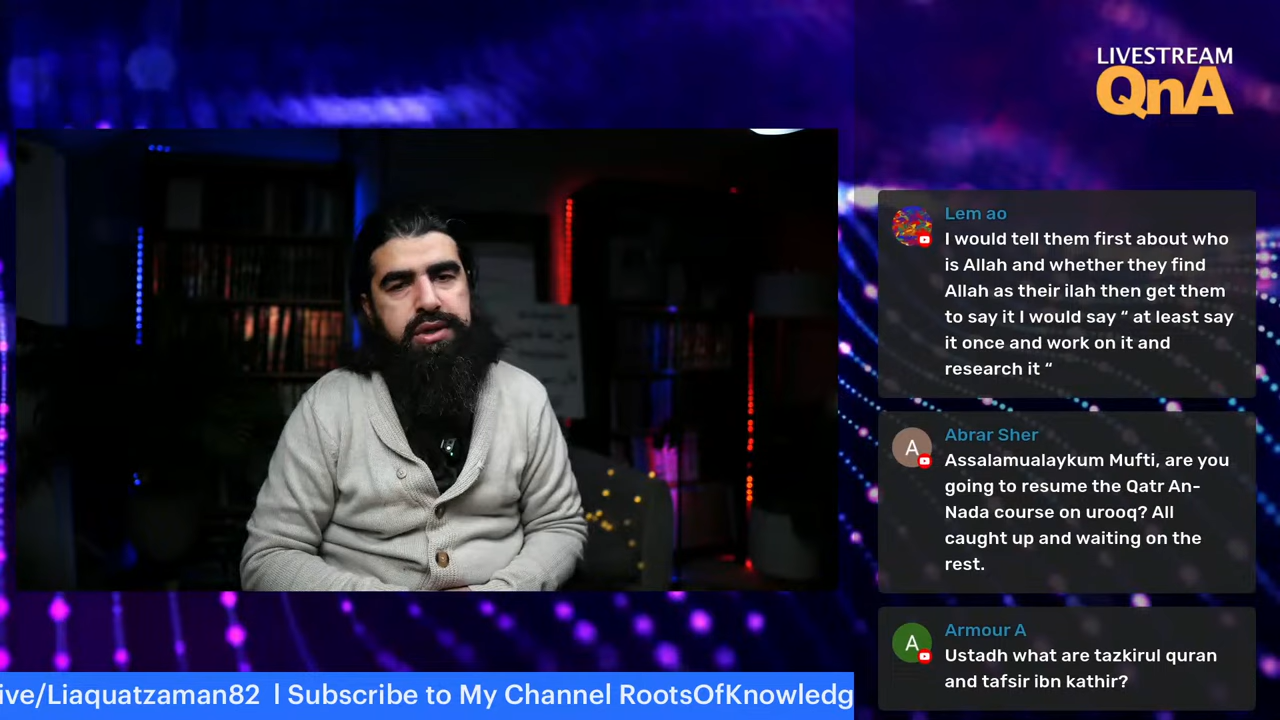 LIVESTREAM
QnA
Lem ao
I would tell them first about who
is Allah and whether they find
Allah as their ilah then get them
to say it I would say “ at least say
it once and work on it and
research it “
A
Abrar Sher
Assalamualaykum Mufti, are you
going to resume the Qatr An-
Nada course on urooq? All
caught up and waiting on the
rest.
A
Armour A
Ustadh what are tazkirul quran
and tafsir ibn kathir?
ive/Liaquatzaman82 l Subscribe to My Channel RootsOfKnowledg